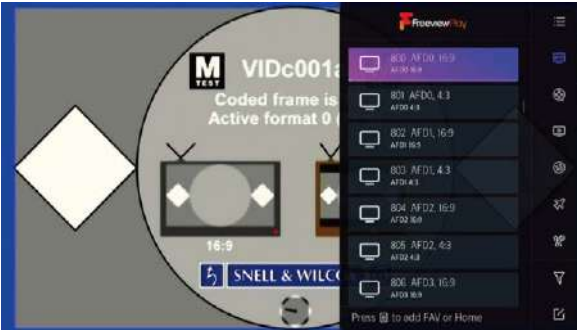 M
TEST
VIDc001a
Coded frame is
Active format 0 (
16:9
SNELL & WILC
Freeview Play
800 AFD0, 16:9
AFD0 16:9
801 AFD0, 4:3
AFD0 4:3
802 AFD1, 16:9
AFD1 16:9
803 AFD1, 4:3
AFD1 4:3
804 AFD2, 16:9
AFD2 16:9
805 AFD2, 4:3
AFD2 4:3
806 AFD3, 16:9
AFD3 16:9
Press to add FAV or Home